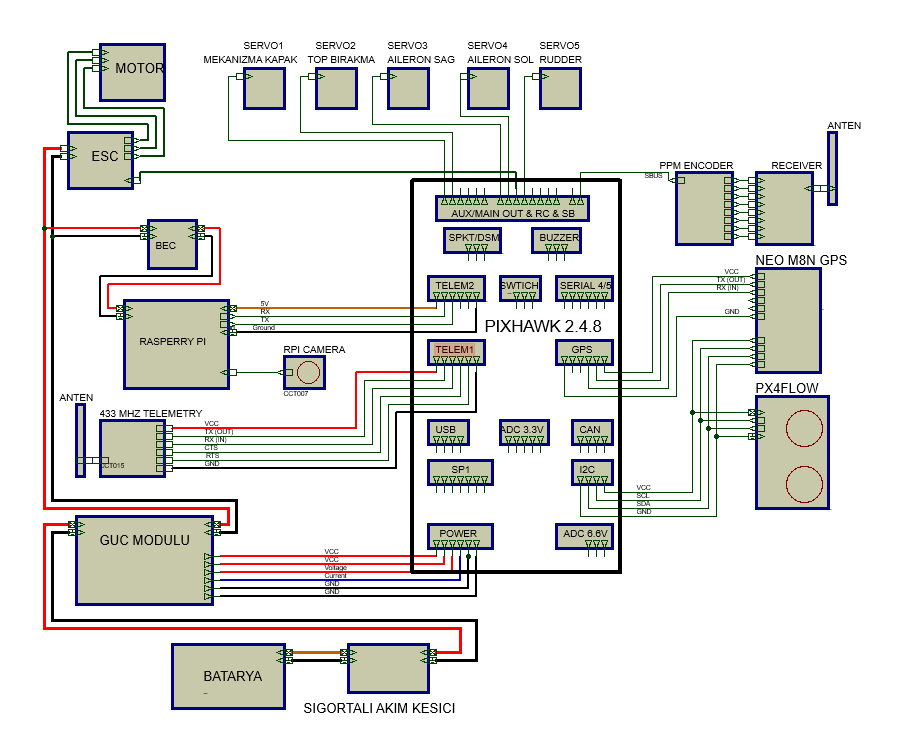 SERVO1
MEKANIZMA KAPAK
SERVO2
TOP BIRAKMA
SERVO3
AILERON SAG
SERVO4
AILERON SOL
SERVO5
RUDDER
MOTOR
ESC
ANTEN
PPM ENCODER
RECEIVER
SBUS
AUX/MAIN OUT & RC & SB
SPKT/DSM
BUZZER
BEC
NEO M8N GPS
VCC
TX (OUT)
RX (IN)
GND
TELEM2
SWTICH
SERIAL 4/5
5V
RX
TX
Ground
PIXHAWK 2.4.8
RASPERRY PI
RPI CAMERA
CCT007
TELEM1
GPS
PX4FLOW
ANTEN
433 MHZ TELEMETRY
CCT015
VCC
TX (OUT)
RX (IN)
CTS
RTS
GND
USB
ADC 3.3V
CAN
SP1
I2C
VCC
SCL
SDA
GND
GUC MODULU
POWER
ADC 6.6V
VCC
VCC
Voltage
Current
GND
GND
BATARYA
SIGORTALI AKIM KESICI